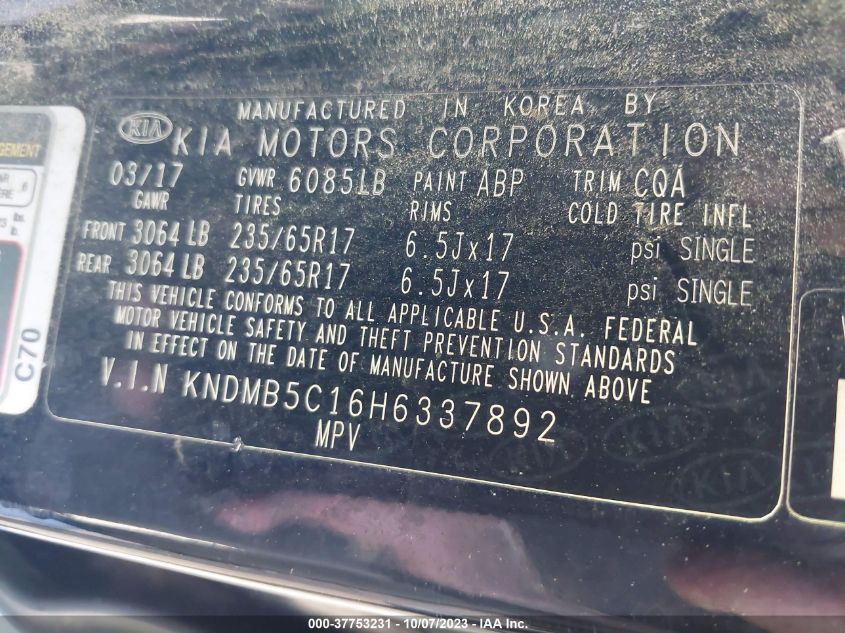 MANUFACTURED IN KOREA BY
KIA KIA MOTORS CORPORATION
03/17 GVWR 6085LB PAINT ABP TRIM CQA
GAWR TIRES RIMS COLD TIRE INFL
FRONT 3064 LB 235/65R17 6.5Jx17 psi SINGLE
REAR 3064 LB 235/65R17 6.5Jx17 psi SINGLE
THIS VEHICLE CONFORMS TO ALL APPLICABLE U.S.A. FEDERAL
MOTOR VEHICLE SAFETY AND THEFT PREVENTION STANDARDS
IN EFFECT ON THE DATE OF MANUFACTURE SHOWN ABOVE
V.I.N KNDMB5C16H6337892
MPV
KIA
KIA
C70
000-37753231 - 10/07/2023 - IAA Inc.